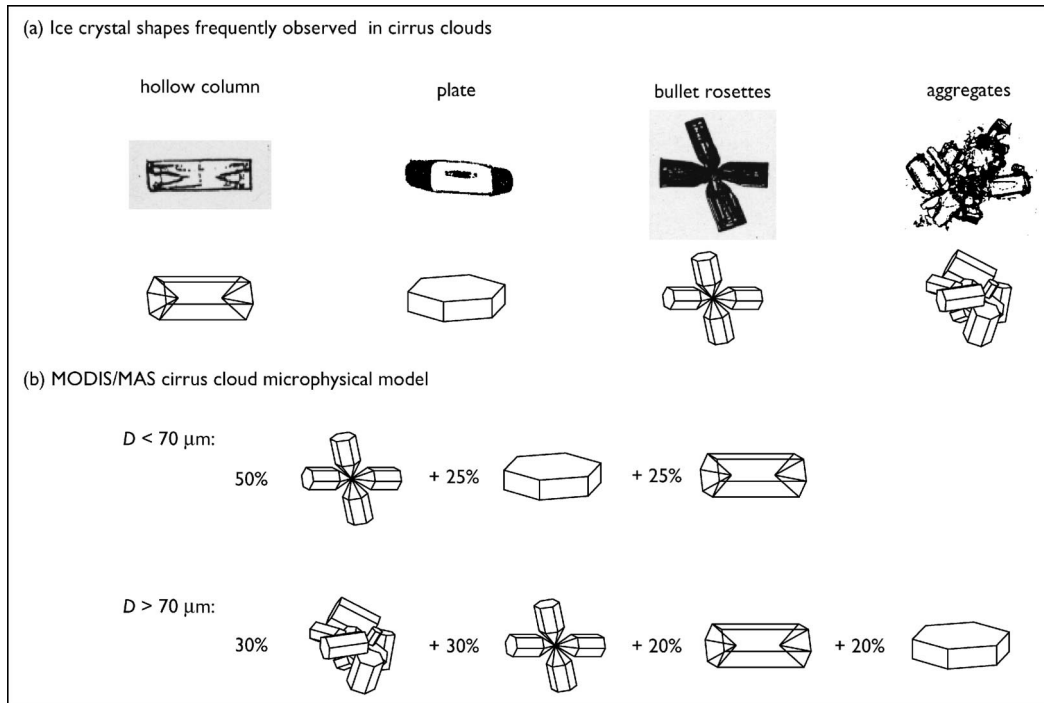 (a) Ice crystal shapes frequently observed in cirrus clouds
hollow column plate bullet rosettes aggregates
(b) MODIS/MAS cirrus cloud microphysical model
D < 70 μm:
50% + 25% + 25%
D > 70 μm:
30% + 30% + 20% + 20%